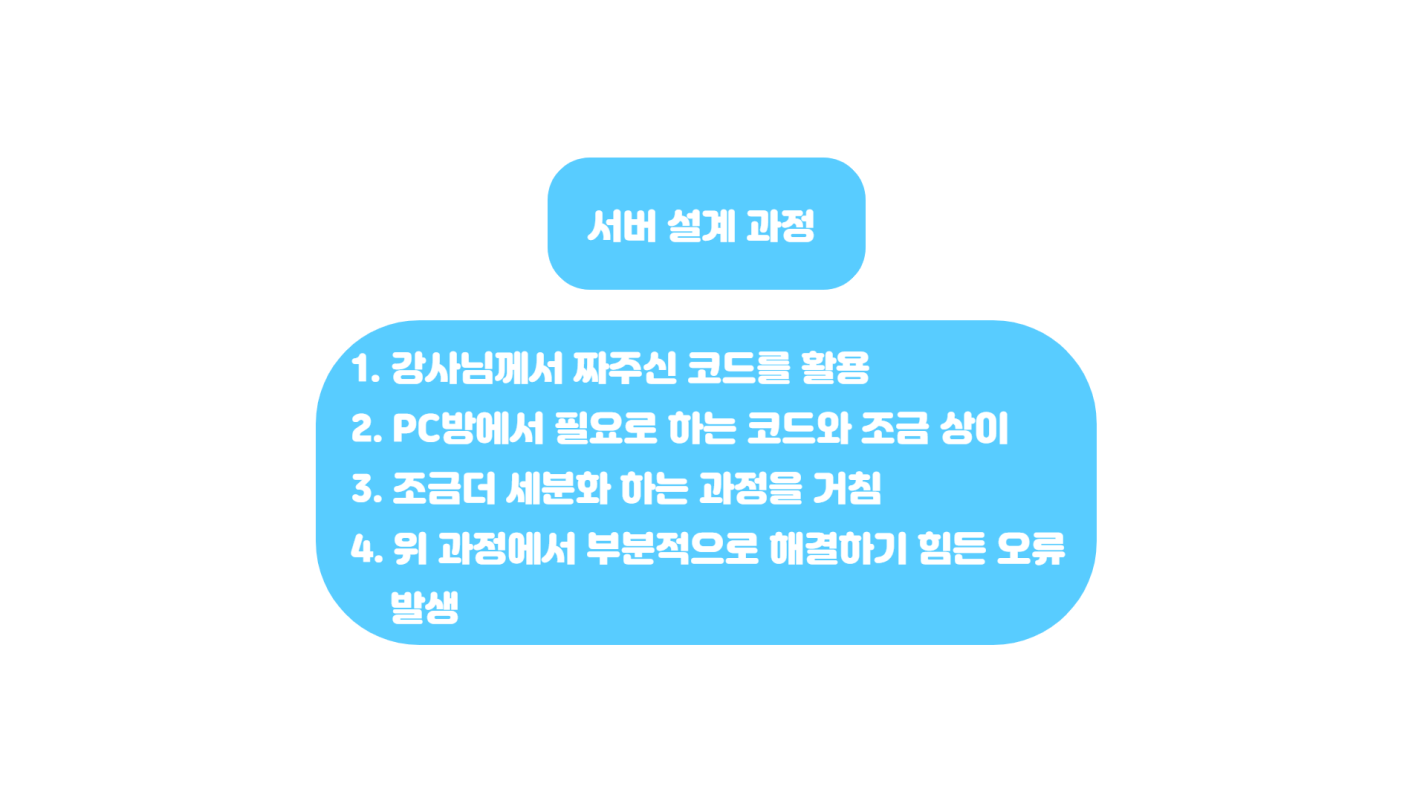 서버 설계 과정
1. 강사님께서 짜주신 코드를 활용
2. PC방에서 필요로 하는 코드와 조금 상이
3. 조금더 세분화 하는 과정을 거침
4. 위 과정에서 부분적으로 해결하기 힘든 오류
발생